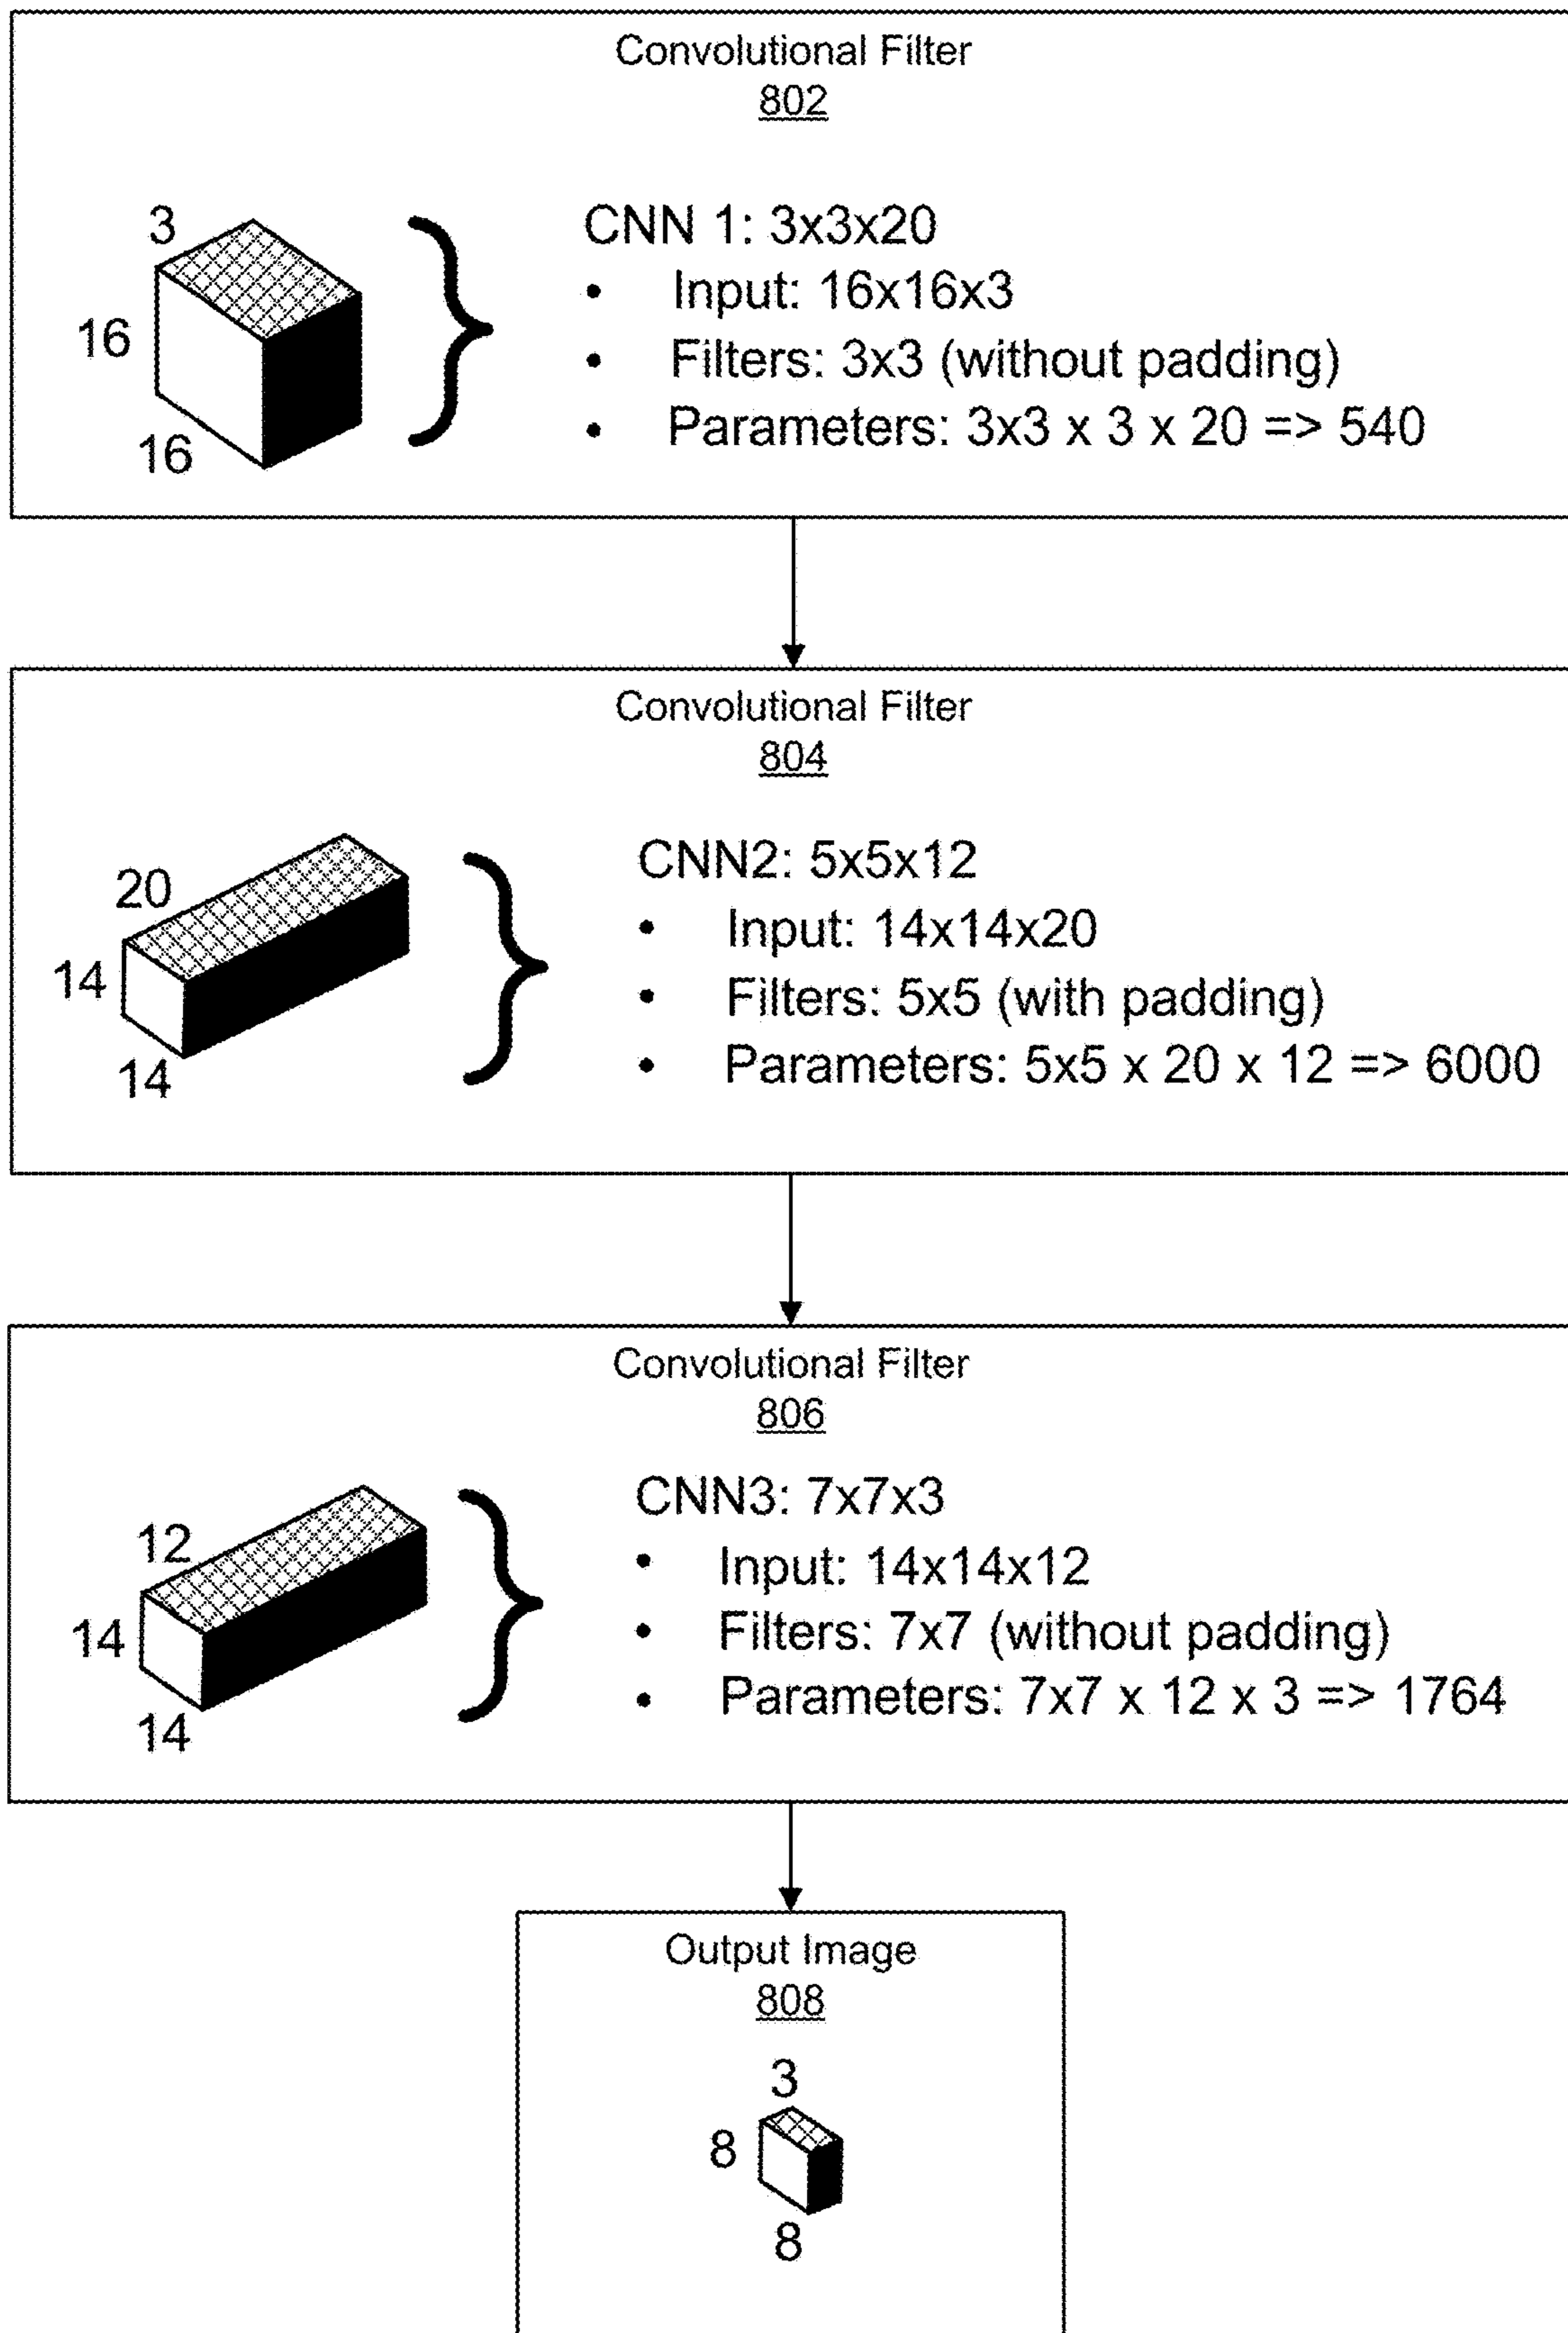 Convolutional Filter
802
3
16
16
CNN 1: 3x3x20
• Input: 16x16x3
• Filters: 3x3 (without padding)
• Parameters: 3x3 x 3 x 20 => 540
Convolutional Filter
804
20
14
14
CNN2: 5x5x12
• Input: 14x14x20
• Filters: 5x5 (with padding)
• Parameters: 5x5 x 20 x 12 => 6000
Convolutional Filter
806
12
14
14
CNN3: 7x7x3
• Input: 14x14x12
• Filters: 7x7 (without padding)
• Parameters: 7x7 x 12 x 3 => 1764
Output Image
808
3
8
8